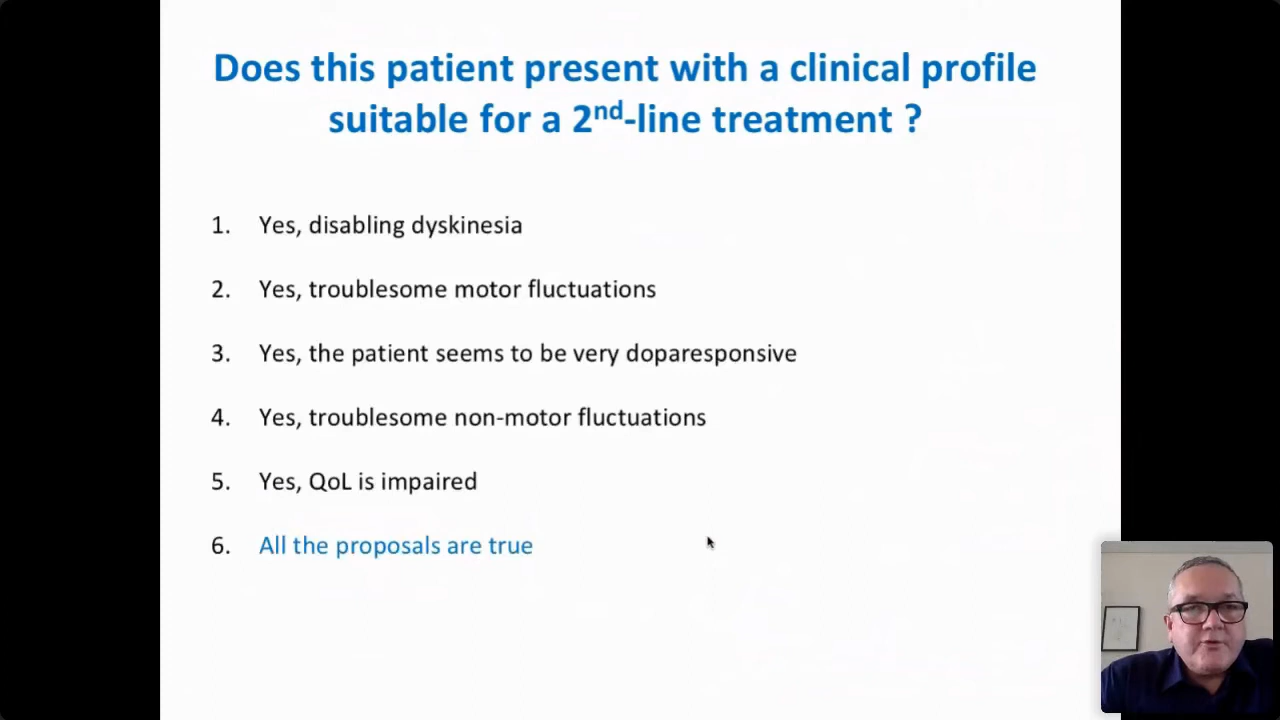 Does this patient present with a clinical profile
suitable for a 2nd-line treatment ?
1. Yes, disabling dyskinesia
2. Yes, troublesome motor fluctuations
3. Yes, the patient seems to be very doparesponsive
4. Yes, troublesome non-motor fluctuations
5. Yes, QoL is impaired
6. All the proposals are true